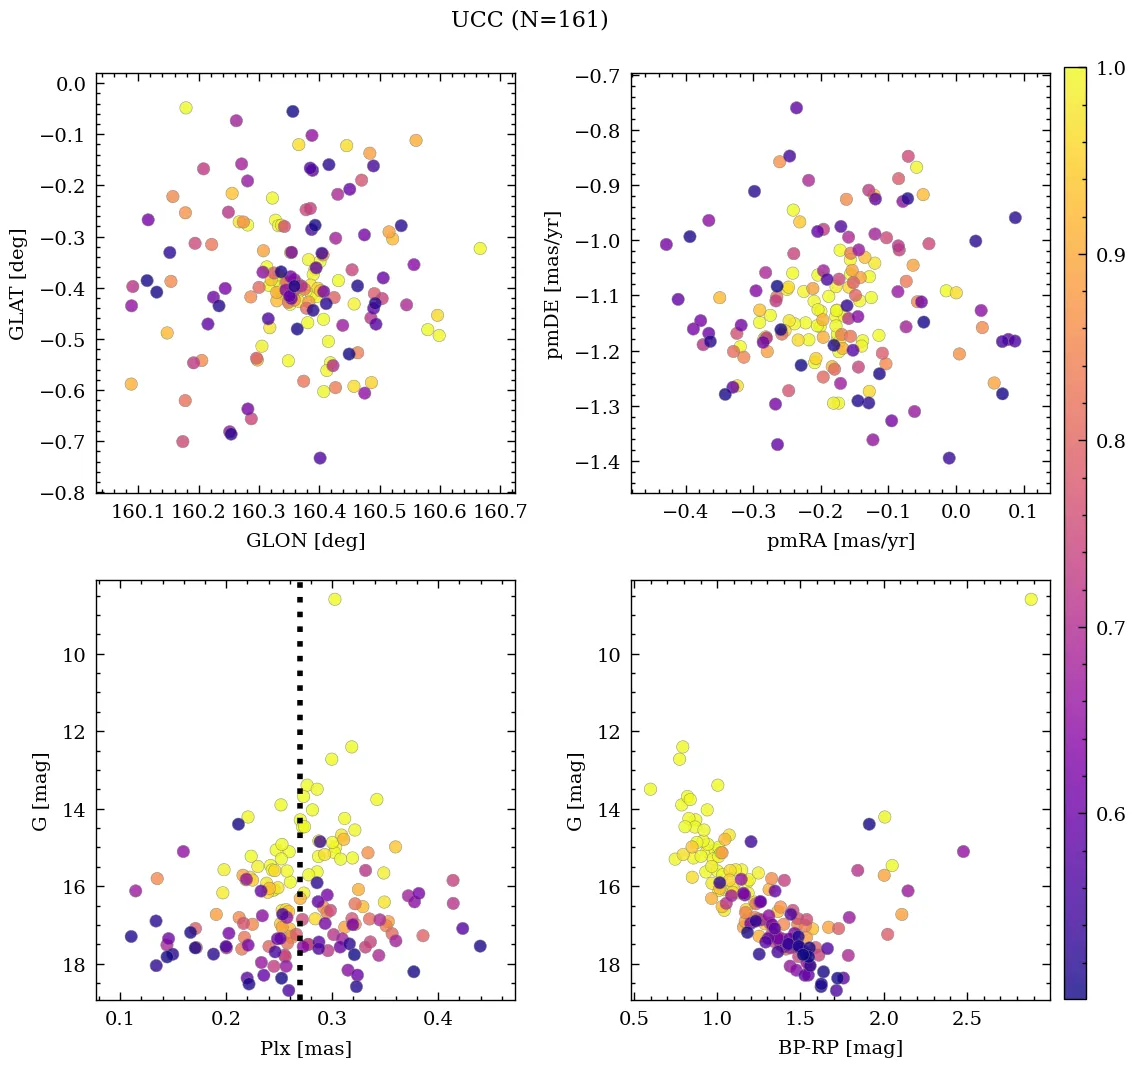 UCC (N=161)
0.0
−0.1
−0.2
−0.3
−0.4
−0.5
−0.6
−0.7
−0.8
GLAT [deg]
160.1 160.2 160.3 160.4 160.5 160.6 160.7
GLON [deg]
−0.7
−0.8
−0.9
−1.0
−1.1
−1.2
−1.3
−1.4
pmDE [mas/yr]
−0.4 −0.3 −0.2 −0.1 0.0 0.1
pmRA [mas/yr]
1.0
0.9
0.8
0.7
0.6
10
12
14
16
18
G [mag]
0.1 0.2 0.3 0.4
Plx [mas]
10
12
14
16
18
G [mag]
0.5 1.0 1.5 2.0 2.5
BP-RP [mag]